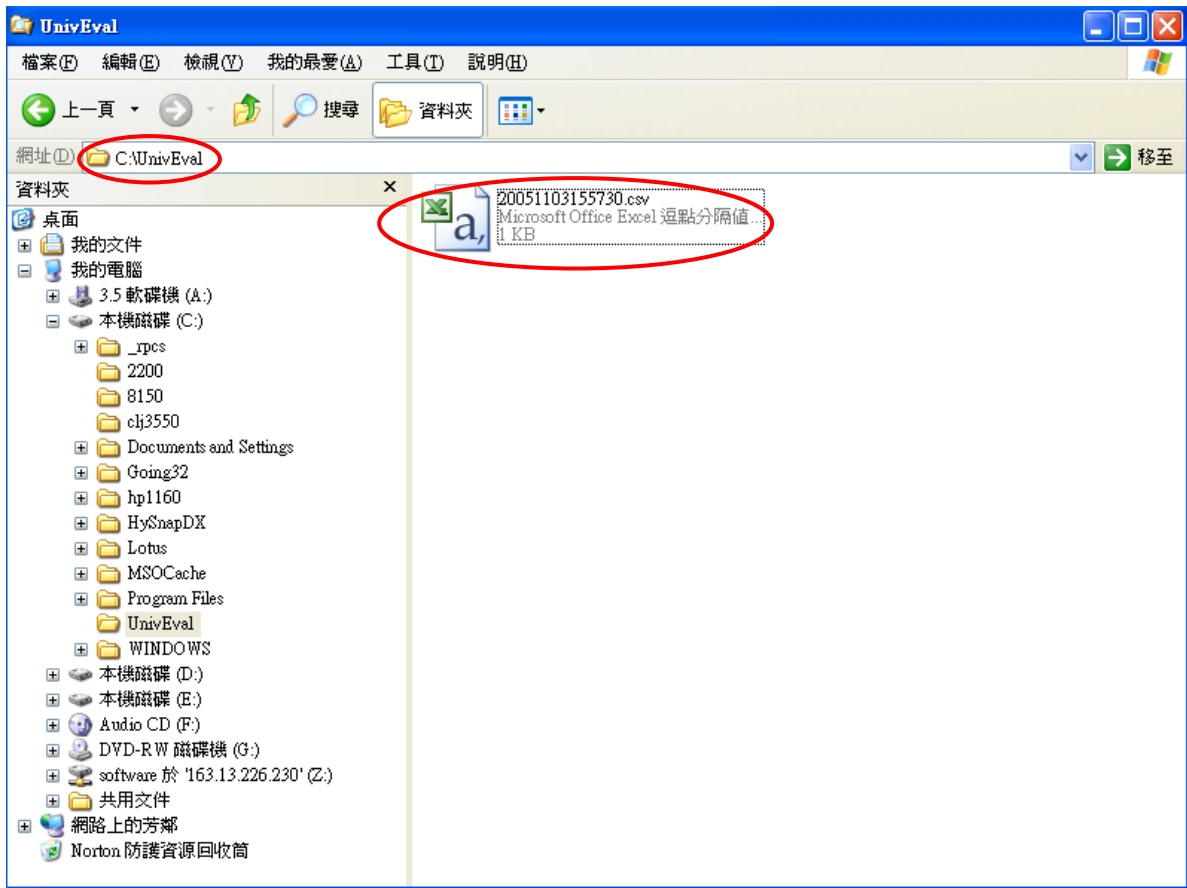 UnivEval
檔案(F) 編輯(E) 檢視(V) 我的最愛(A) 工具(T) 說明(H)
上一頁 搜尋 資料夾
網址(D) C:\UnivEval 移至
資料夾
桌面
我的文件
我的電腦
3.5 軟碟機 (A:)
本機磁碟 (C:)
_rpcs
2200
8150
clj3550
Documents and Settings
Going32
hp1160
HySnapDX
Lotus
MSOCache
Program Files
UnivEval
WINDOWS
本機磁碟 (D:)
本機磁碟 (E:)
Audio CD (F:)
DVD-RW 磁碟機 (G:)
software 於 '163.13.226.230' (Z:)
共用文件
網路上的芳鄰
Norton 防護資源回收筒
20051103155730.csv
Microsoft Office Excel 逗點分隔值...
1 KB
a,